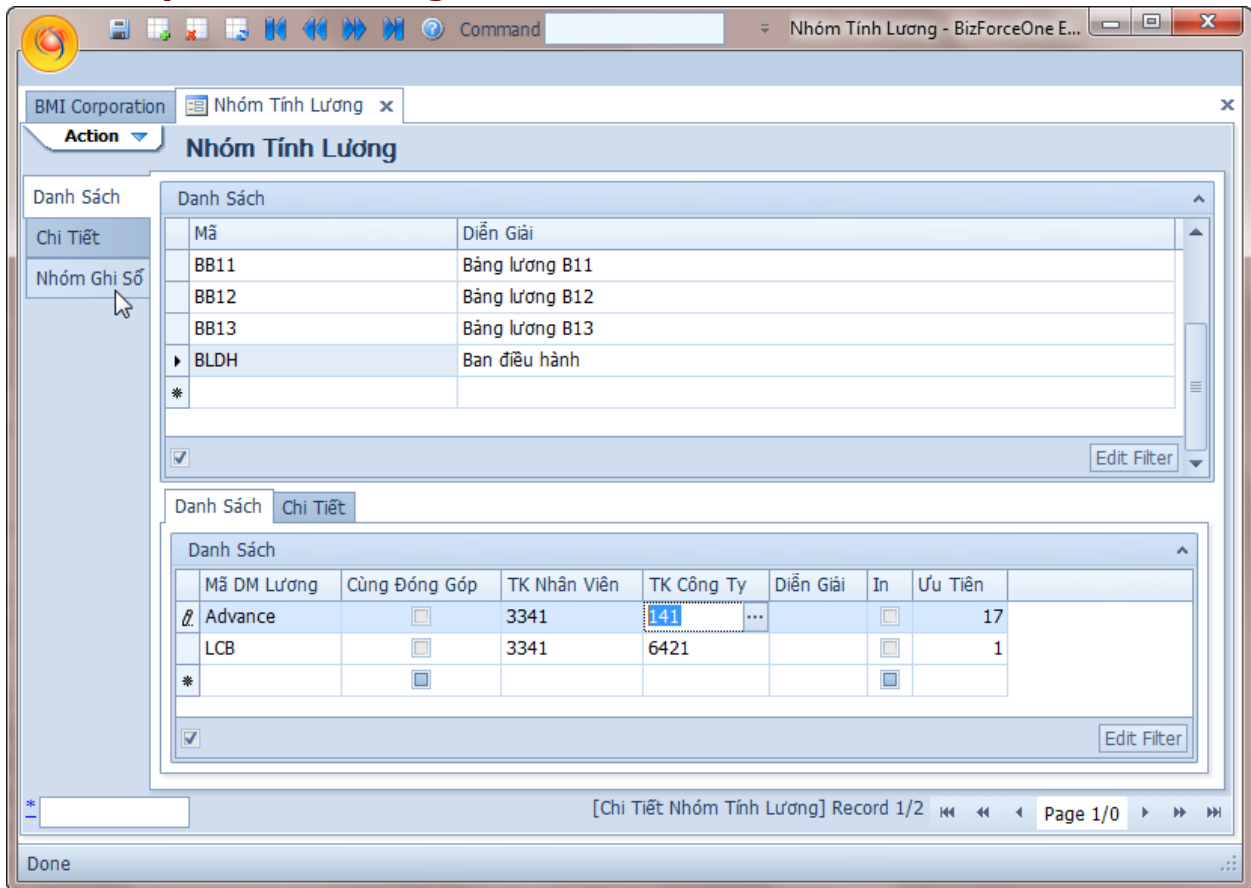 Command
Nhóm Tính Lương - BizForceOne E...
BMI Corporation
Nhóm Tính Lương
Action
Nhóm Tính Lương
Danh Sách
Chi Tiết
Nhóm Ghi Sổ
Danh Sách
Mã Diễn Giải
BB11 Bảng lương B11
BB12 Bảng lương B12
BB13 Bảng lương B13
BLDH Ban điều hành
Edit Filter
Danh Sách Chi Tiết
Danh Sách
Mã DM Lương Cùng Đóng Góp TK Nhân Viên TK Công Ty Diễn Giải In Ưu Tiên
Advance 3341 141 ... 17
LCB 3341 6421 1
Edit Filter
* [Chi Tiết Nhóm Tính Lương] Record 1/2 Page 1/0
Done